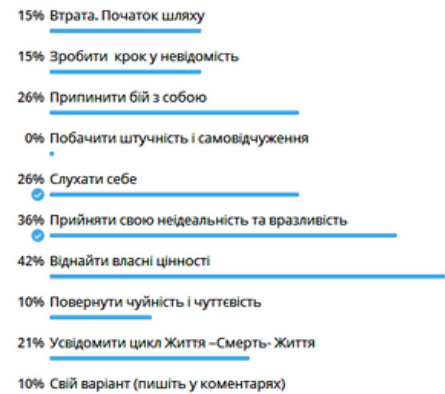 15% Втрата. Початок шляху
15% Зробити крок у невідомість
26% Припинити бій з собою
0% Побачити штучність і самовідчуження
26% Слухати себе
36% Прийняти свою неідеальність та вразливість
42% Віднайти власні цінності
10% Повернути чуйність і чуттєвість
21% Усвідомити цикл Життя –Смерть- Життя
10% Свій варіант (пишіть у коментарях)